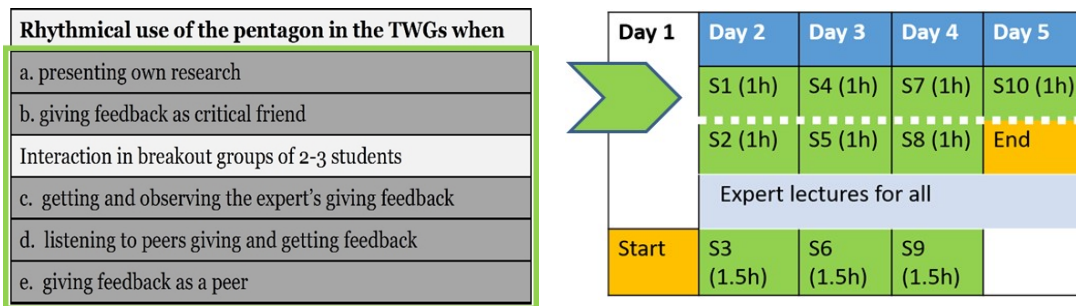 Rhythmical use of the pentagon in the TWGs when
a. presenting own research
b. giving feedback as critical friend
Interaction in breakout groups of 2-3 students
c. getting and observing the expert's giving feedback
d. listening to peers giving and getting feedback
e. giving feedback as a peer
Day 1 Day 2 Day 3 Day 4 Day 5
S1 (1h) S4 (1h) S7 (1h) S10 (1h)
S2 (1h) S5 (1h) S8 (1h) End
Expert lectures for all
Start S3 S6 S9
(1.5h) (1.5h) (1.5h)